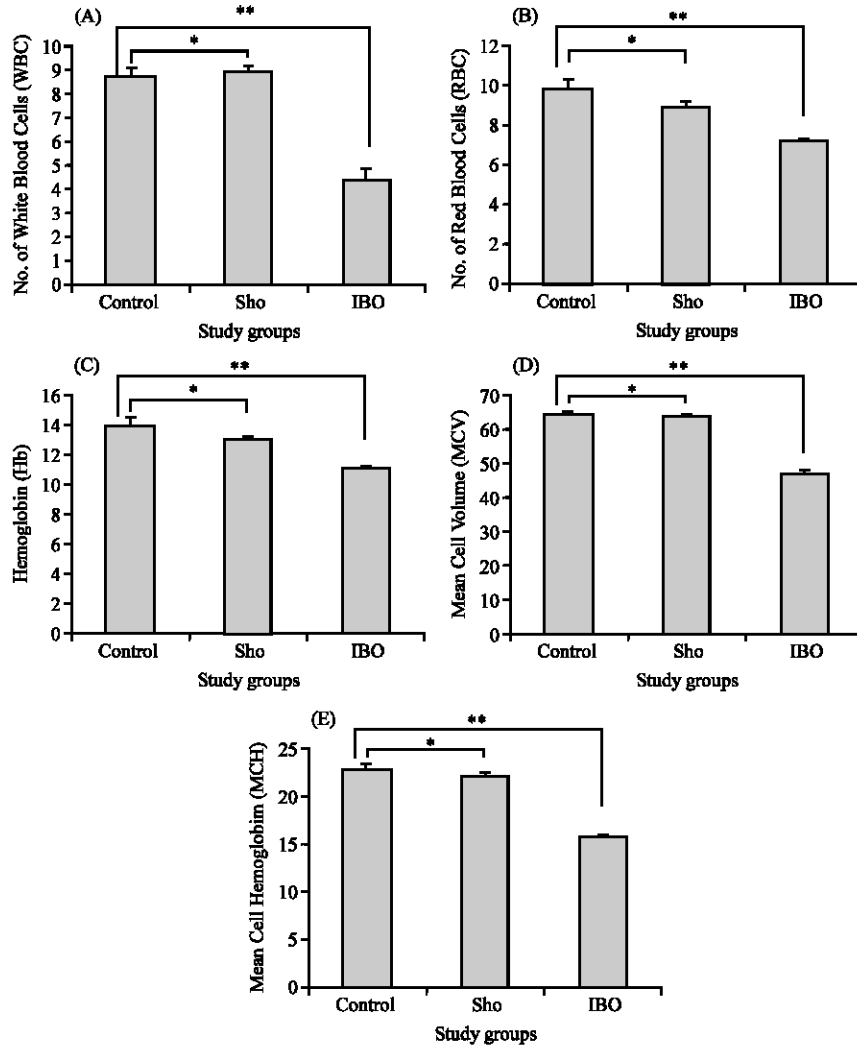 (A)
**
*
No. of White Blood Cells (WBC)
10
9
8
7
6
5
4
3
2
1
0
Control Sho IBO
Study groups
(B)
**
*
No. of Red Blood Cells (RBC)
12
10
8
6
4
2
0
Control Sho IBO
Study groups
(C)
**
*
Hemoglobin (Hb)
16
14
12
10
8
6
4
2
0
Control Sho IBO
Study groups
(D)
**
*
Mean Cell Volume (MCV)
70
60
50
40
30
20
10
0
Control Sho IBO
Study groups
(E)
**
*
Mean Cell Hemoglobim (MCH)
25
20
15
10
5
0
Control Sho IBO
Study groups